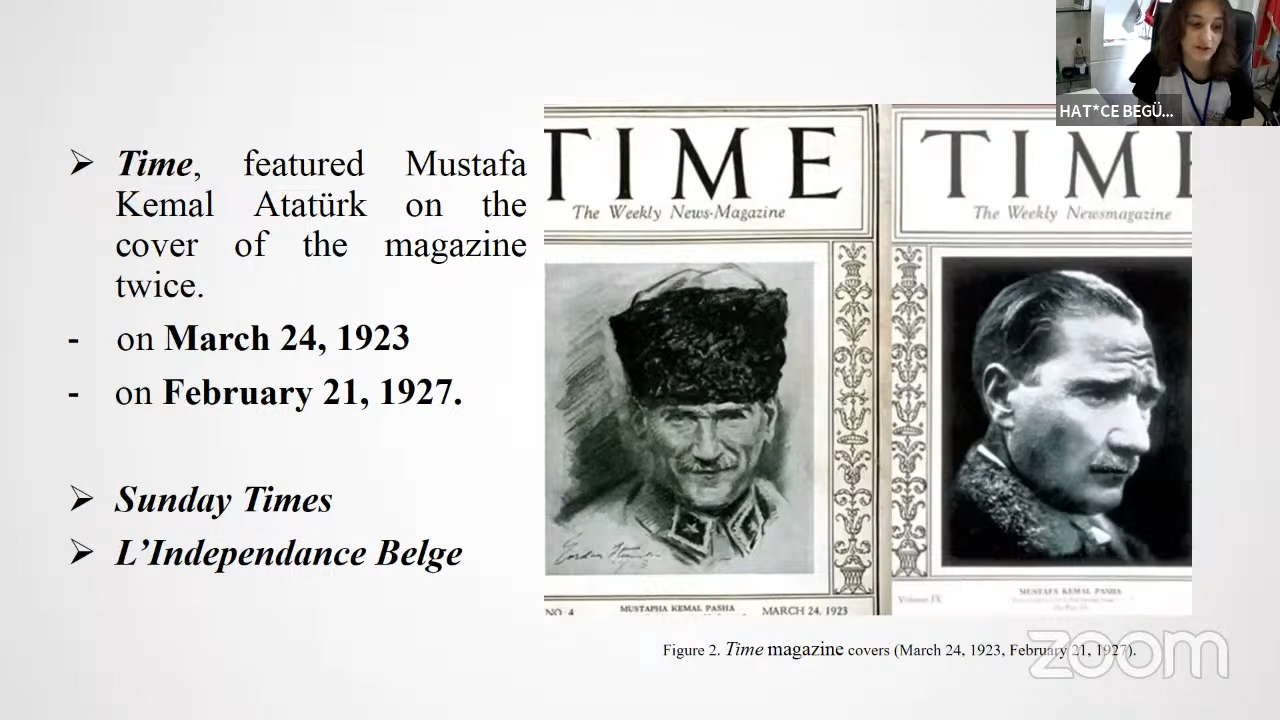 HAT*CE BEGÜ...
➢ Time, featured Mustafa
Kemal Atatürk on the
cover of the magazine
twice.
- on March 24, 1923
- on February 21, 1927.
➢ Sunday Times
➢ L’Independance Belge
TIME
The Weekly News-Magazine
NO. 4 MUSTAPHA KEMAL PASHA MARCH 24, 1923
TIME
The Weekly Newsmagazine
Volume IX MUSTAFA KEMAL PASHA
Figure 2. Time magazine covers (March 24, 1923, February 21, 1927).
zoom